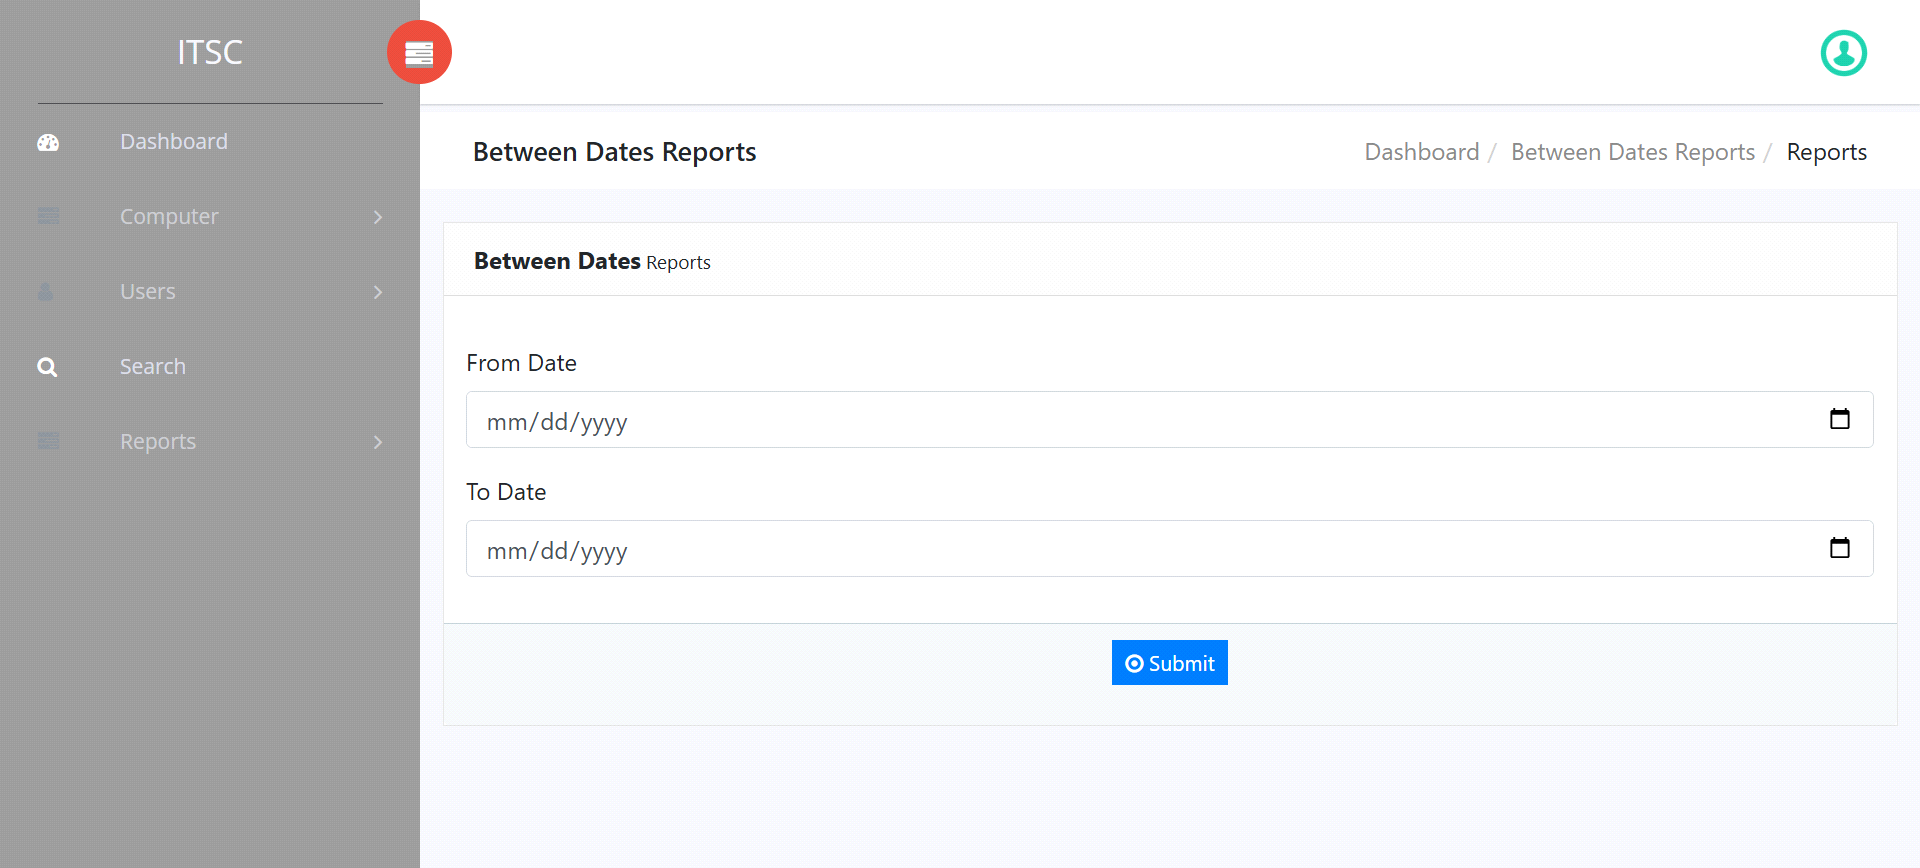 ITSC
Dashboard
Computer
Users
Search
Reports
Between Dates Reports
Dashboard / Between Dates Reports / Reports
Between Dates Reports
From Date
mm/dd/yyyy
To Date
mm/dd/yyyy
Submit